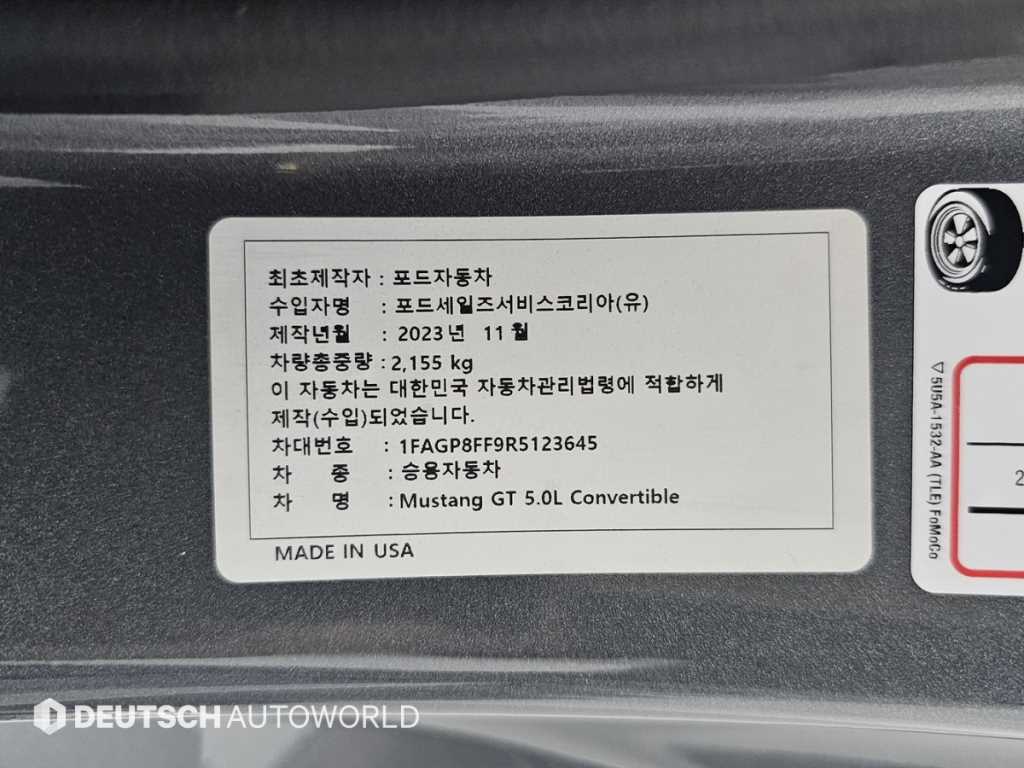 최초제작자 : 포드자동차
수입자명 : 포드세일즈서비스코리아(유)
제작년월 : 2023년 11월
차량총중량 : 2,155 kg
이 자동차는 대한민국 자동차관리법령에 적합하게
제작(수입)되었습니다.
차대번호 : 1FAGP8FF9R5123645
차 종 : 승용자동차
차 명 : Mustang GT 5.0L Convertible
MADE IN USA
5U5A-1532-AA (TLE) FoMoCo
2
DEUTSCH AUTOWORLD